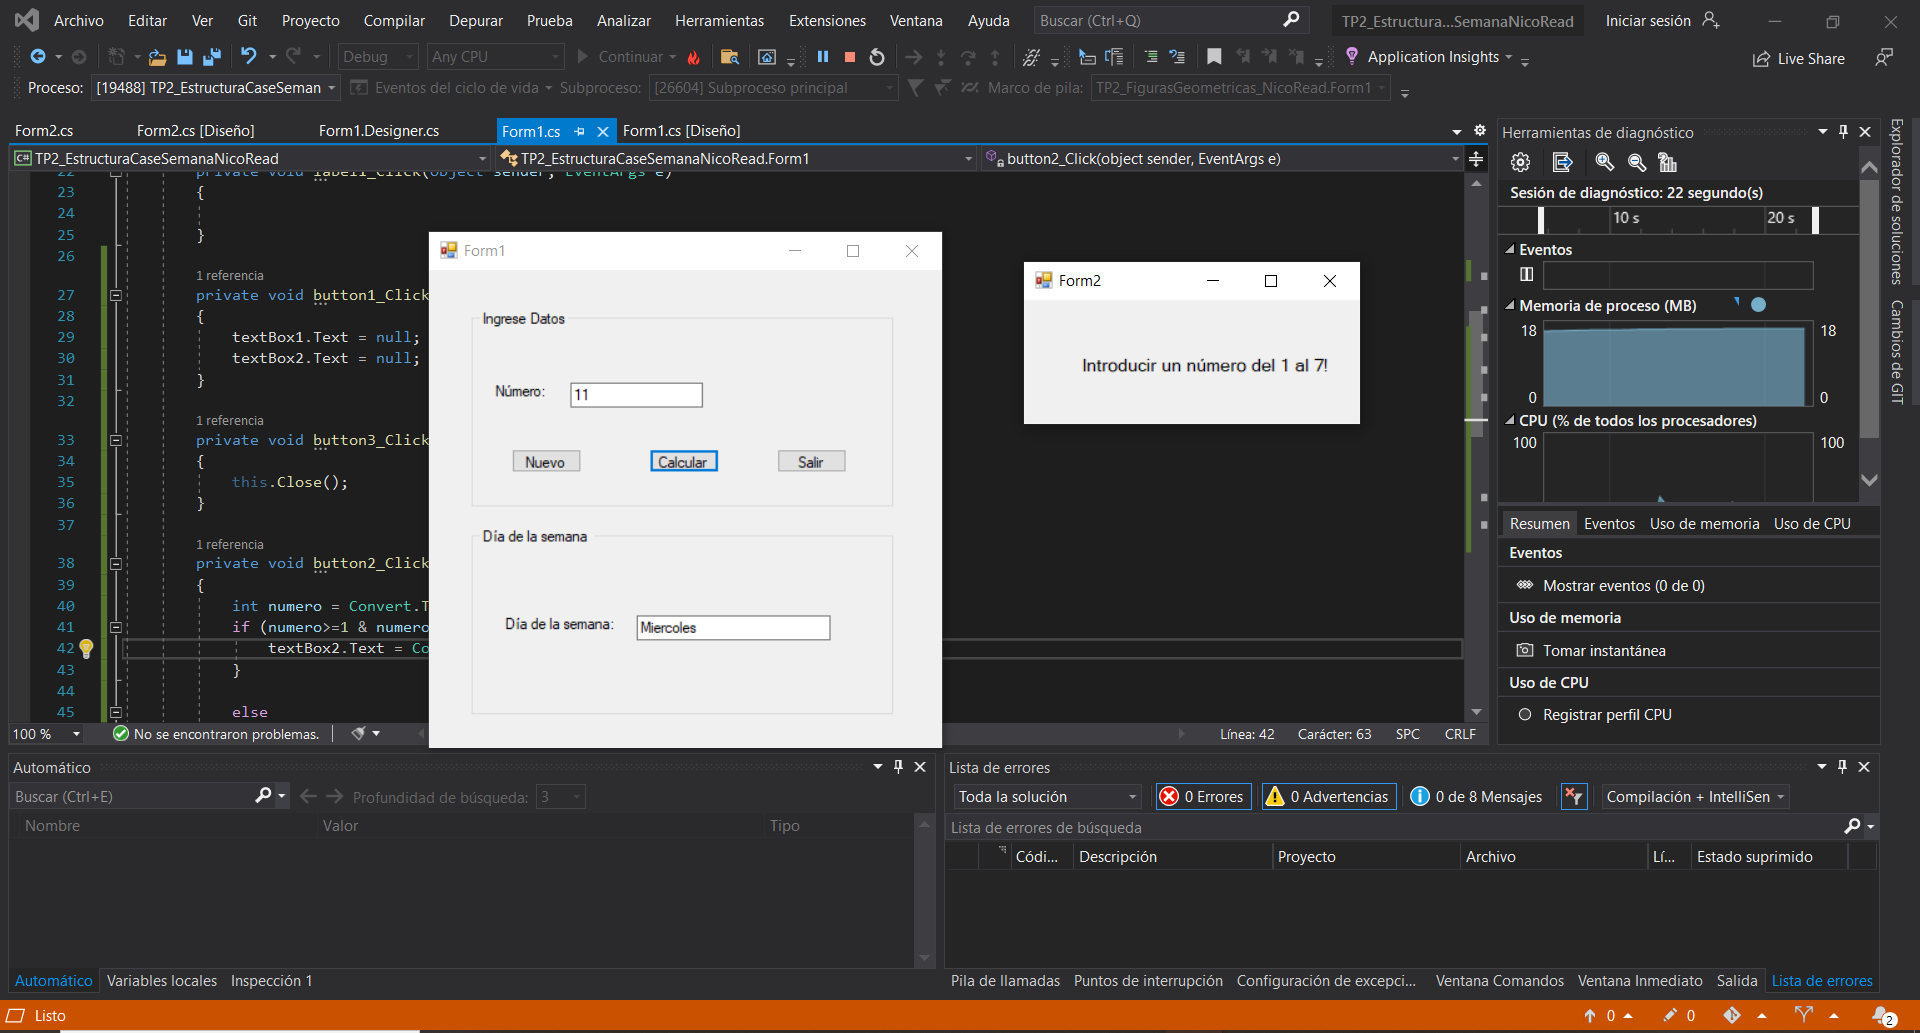 Archivo Editar Ver Git Proyecto Compilar Depurar Prueba Analizar Herramientas Extensiones Ventana Ayuda Buscar (Ctrl+Q) TP2_Estructura...SemanaNicoRead Iniciar sesión
Debug Any CPU Continuar Application Insights Live Share
Proceso: [19488] TP2_EstructuraCaseSeman Eventos del ciclo de vida Subproceso: [26604] Subproceso principal Marco de pila: TP2_FigurasGeometricas_NicoRead.Form1
Form2.cs Form2.cs [Diseño] Form1.Designer.cs Form1.cs Form1.cs [Diseño]
C# TP2_EstructuraCaseSemanaNicoRead TP2_EstructuraCaseSemanaNicoRead.Form1 button2_Click(object sender, EventArgs e)
22 private void label1_Click(object sender, EventArgs e)
23 {
24
25 }
26
1 referencia
27 private void button1_Click
28 {
29 textBox1.Text = null;
30 textBox2.Text = null;
31 }
32
1 referencia
33 private void button3_Click
34 {
35 this.Close();
36 }
37
1 referencia
38 private void button2_Click
39 {
40 int numero = Convert.T
41 if (numero>=1 & numero
42 textBox2.Text = Co
43 }
44
45 else
100 % No se encontraron problemas. Línea: 42 Carácter: 63 SPC CRLF
Form1
Ingrese Datos
Número: 11
Nuevo Calcular Salir
Día de la semana
Día de la semana: Miercoles
Form2
Introducir un número del 1 al 7!
Herramientas de diagnóstico
Sesión de diagnóstico: 22 segundo(s)
10 s 20 s
Eventos
Memoria de proceso (MB)
18 18
0 0
CPU (% de todos los procesadores)
100 100
Resumen Eventos Uso de memoria Uso de CPU
Eventos
Mostrar eventos (0 de 0)
Uso de memoria
Tomar instantánea
Uso de CPU
Registrar perfil CPU
Explorador de soluciones
Cambios de GIT
Automático
Buscar (Ctrl+E) Profundidad de búsqueda: 3
Nombre Valor Tipo
Automático Variables locales Inspección 1
Lista de errores
Toda la solución 0 Errores 0 Advertencias 0 de 8 Mensajes Compilación + IntelliSen
Lista de errores de búsqueda
Códi... Descripción Proyecto Archivo Lí... Estado suprimido
Pila de llamadas Puntos de interrupción Configuración de excepci... Ventana Comandos Ventana Inmediato Salida Lista de errores
Listo 0 0 2